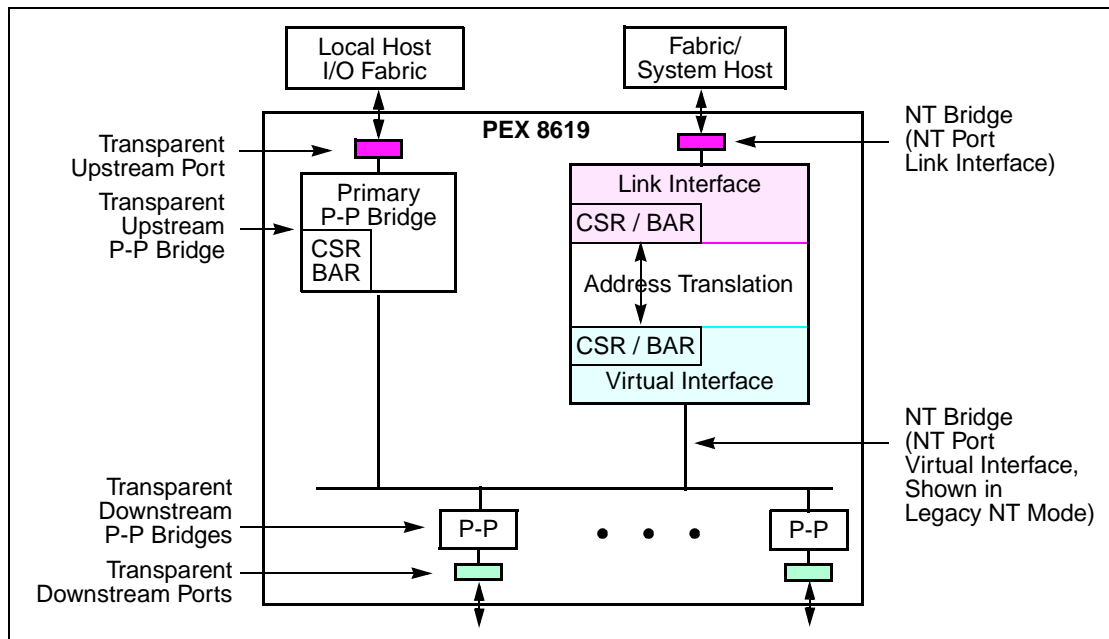 Local Host
I/O Fabric
Fabric/
System Host
PEX 8619
NT Bridge
(NT Port
Link Interface)
Transparent
Upstream Port
Transparent
Upstream
P-P Bridge
Primary
P-P Bridge
CSR
BAR
Link Interface
CSR / BAR
Address Translation
CSR / BAR
Virtual Interface
NT Bridge
(NT Port
Virtual Interface,
Shown in
Legacy NT Mode)
Transparent
Downstream
P-P Bridges
P-P
P-P
Transparent
Downstream Ports